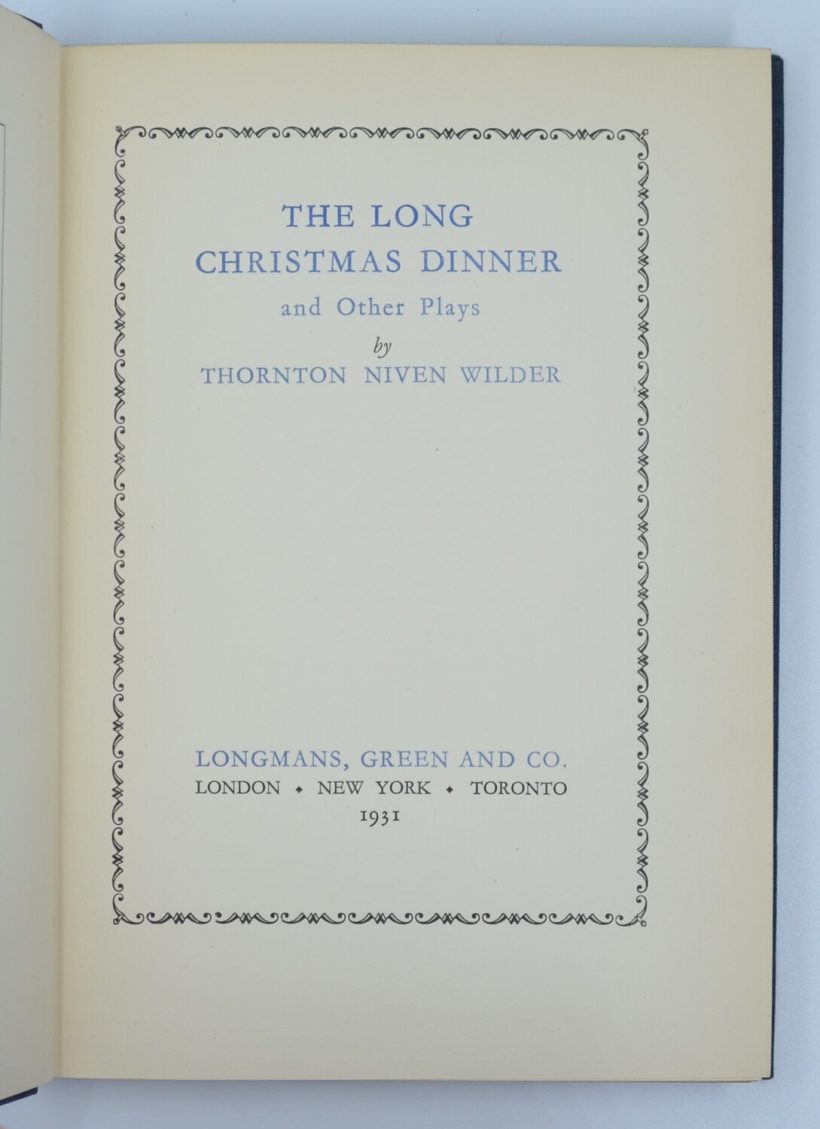 THE LONG
CHRISTMAS DINNER
and Other Plays
by
THORNTON NIVEN WILDER
LONGMANS, GREEN AND CO.
LONDON ⬩ NEW YORK ⬩ TORONTO
1931